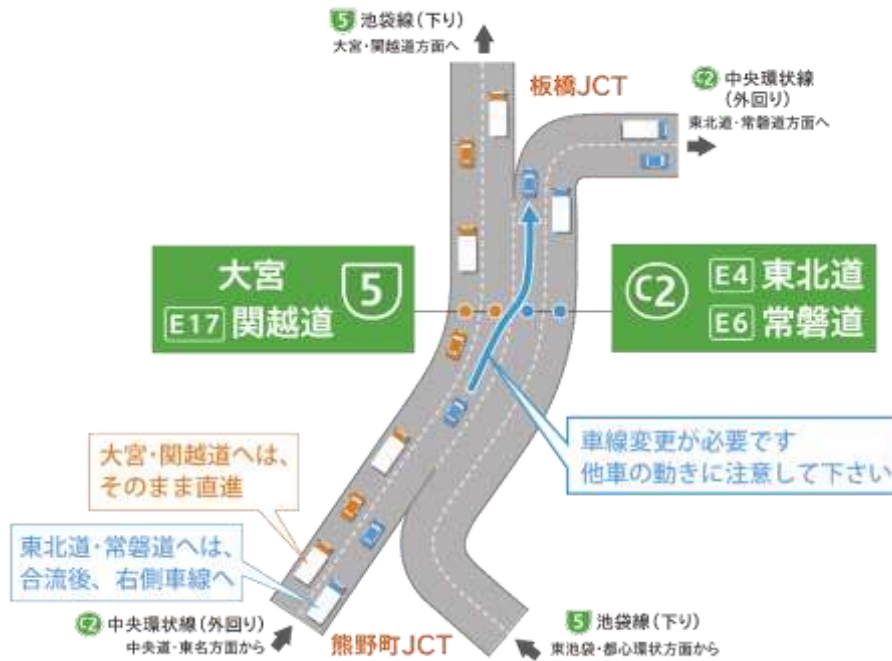 5 池袋線(下り)
大宮・関越道方面へ
板橋JCT
C2 中央環状線
(外回り)
東北道・常磐道方面へ
大宮
E17 関越道
5
C2
E4 東北道
E6 常磐道
車線変更が必要です
他車の動きに注意して下さい
大宮・関越道へは、
そのまま直進
東北道・常磐道へは、
合流後、右側車線へ
C2 中央環状線(外回り)
中央道・東名方面から
熊野町JCT
5 池袋線(下り)
東池袋・都心環状方面から